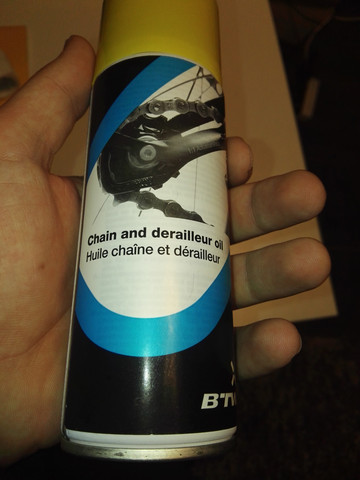 Chain and derailleur oil
Huile chaîne et dérailleur